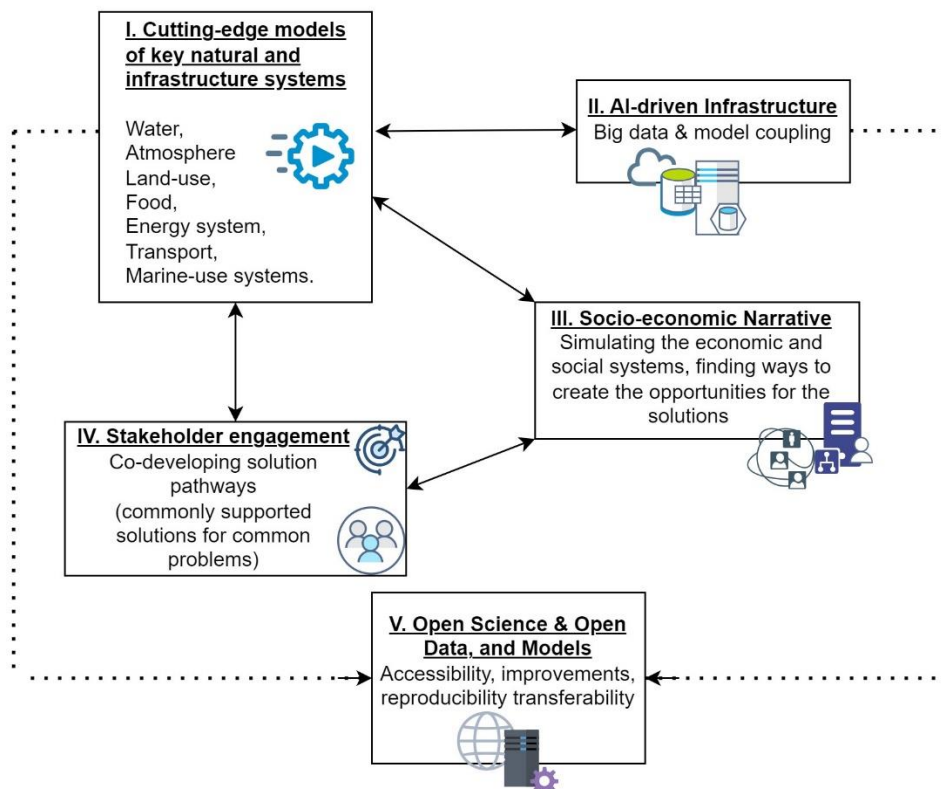 I. Cutting-edge models
of key natural and
infrastructure systems
Water,
Atmosphere
Land-use,
Food,
Energy system,
Transport,
Marine-use systems.
II. AI-driven Infrastructure
Big data & model coupling
III. Socio-economic Narrative
Simulating the economic and
social systems, finding ways to
create the opportunities for the
solutions
IV. Stakeholder engagement
Co-developing solution
pathways
(commonly supported
solutions for common
problems)
V. Open Science & Open
Data, and Models
Accessibility, improvements,
reproducibility transferability